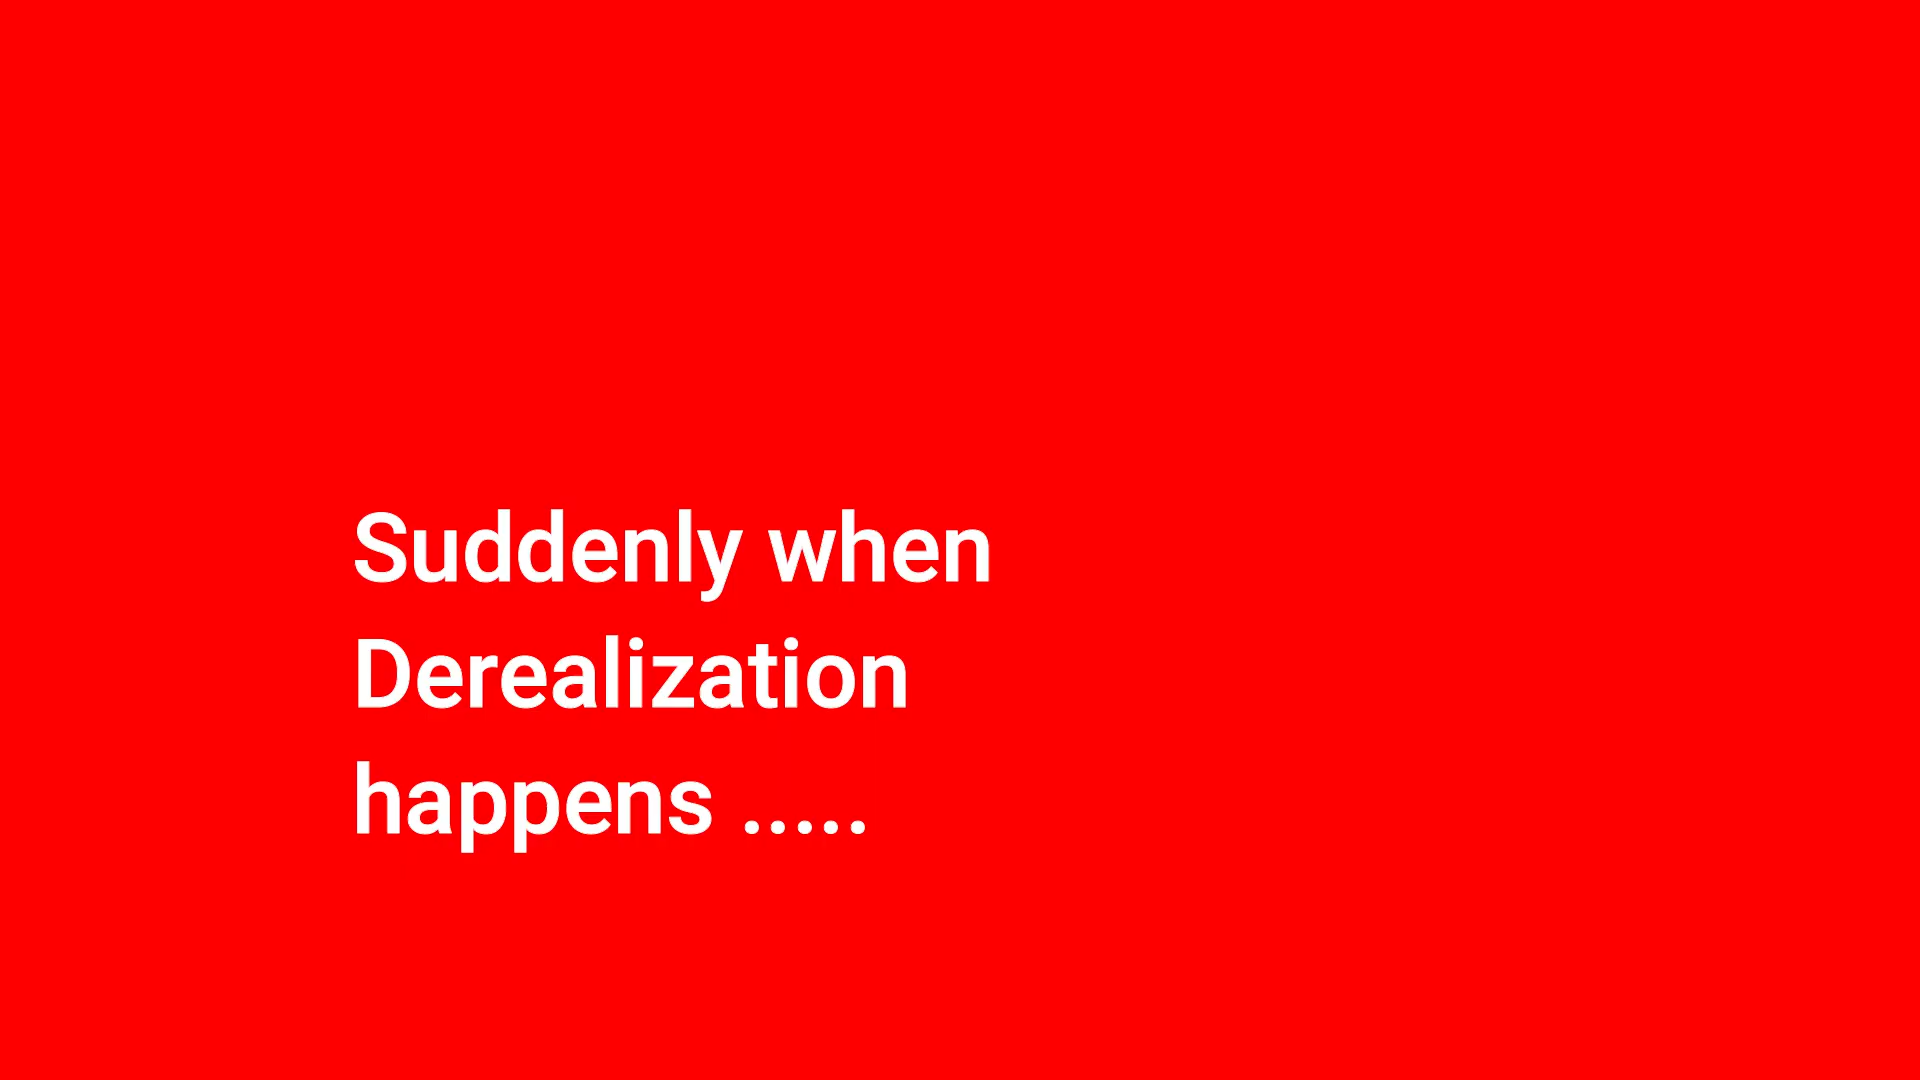 Suddenly when
Derealization
happens .....